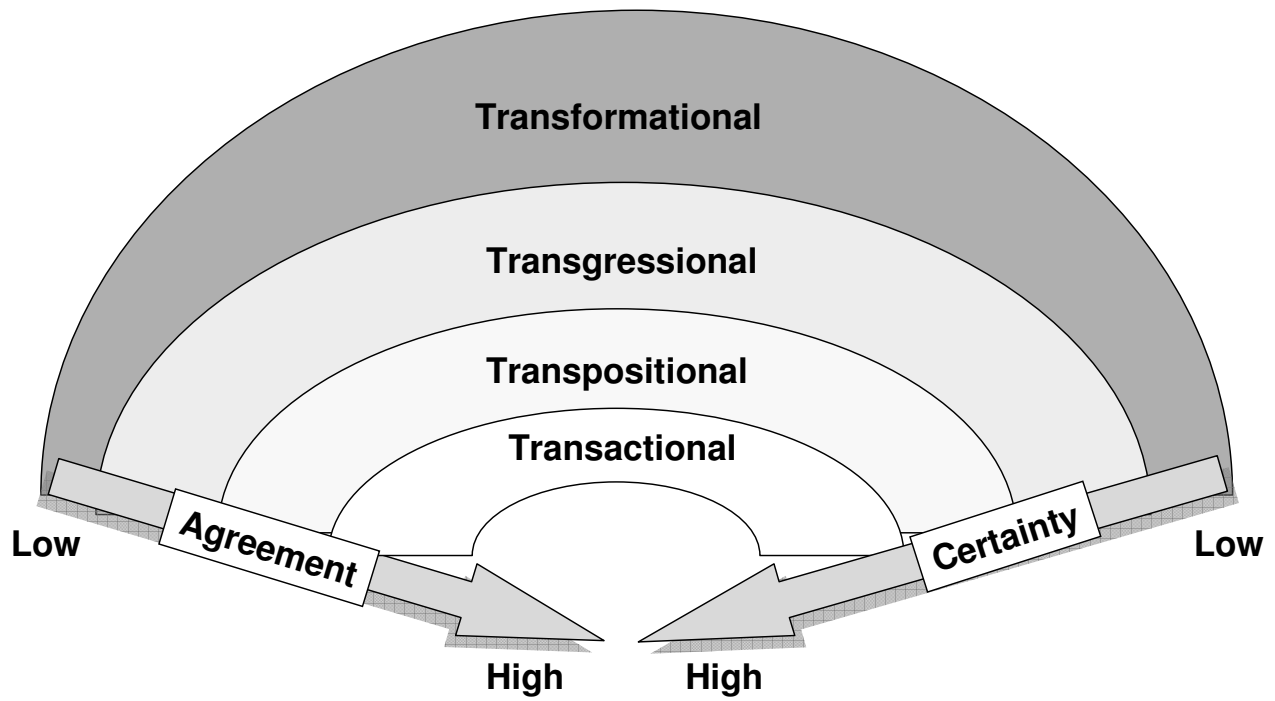 Transformational
Transgressional
Transpositional
Transactional
Agreement
Certainty
Low
Low
High
High